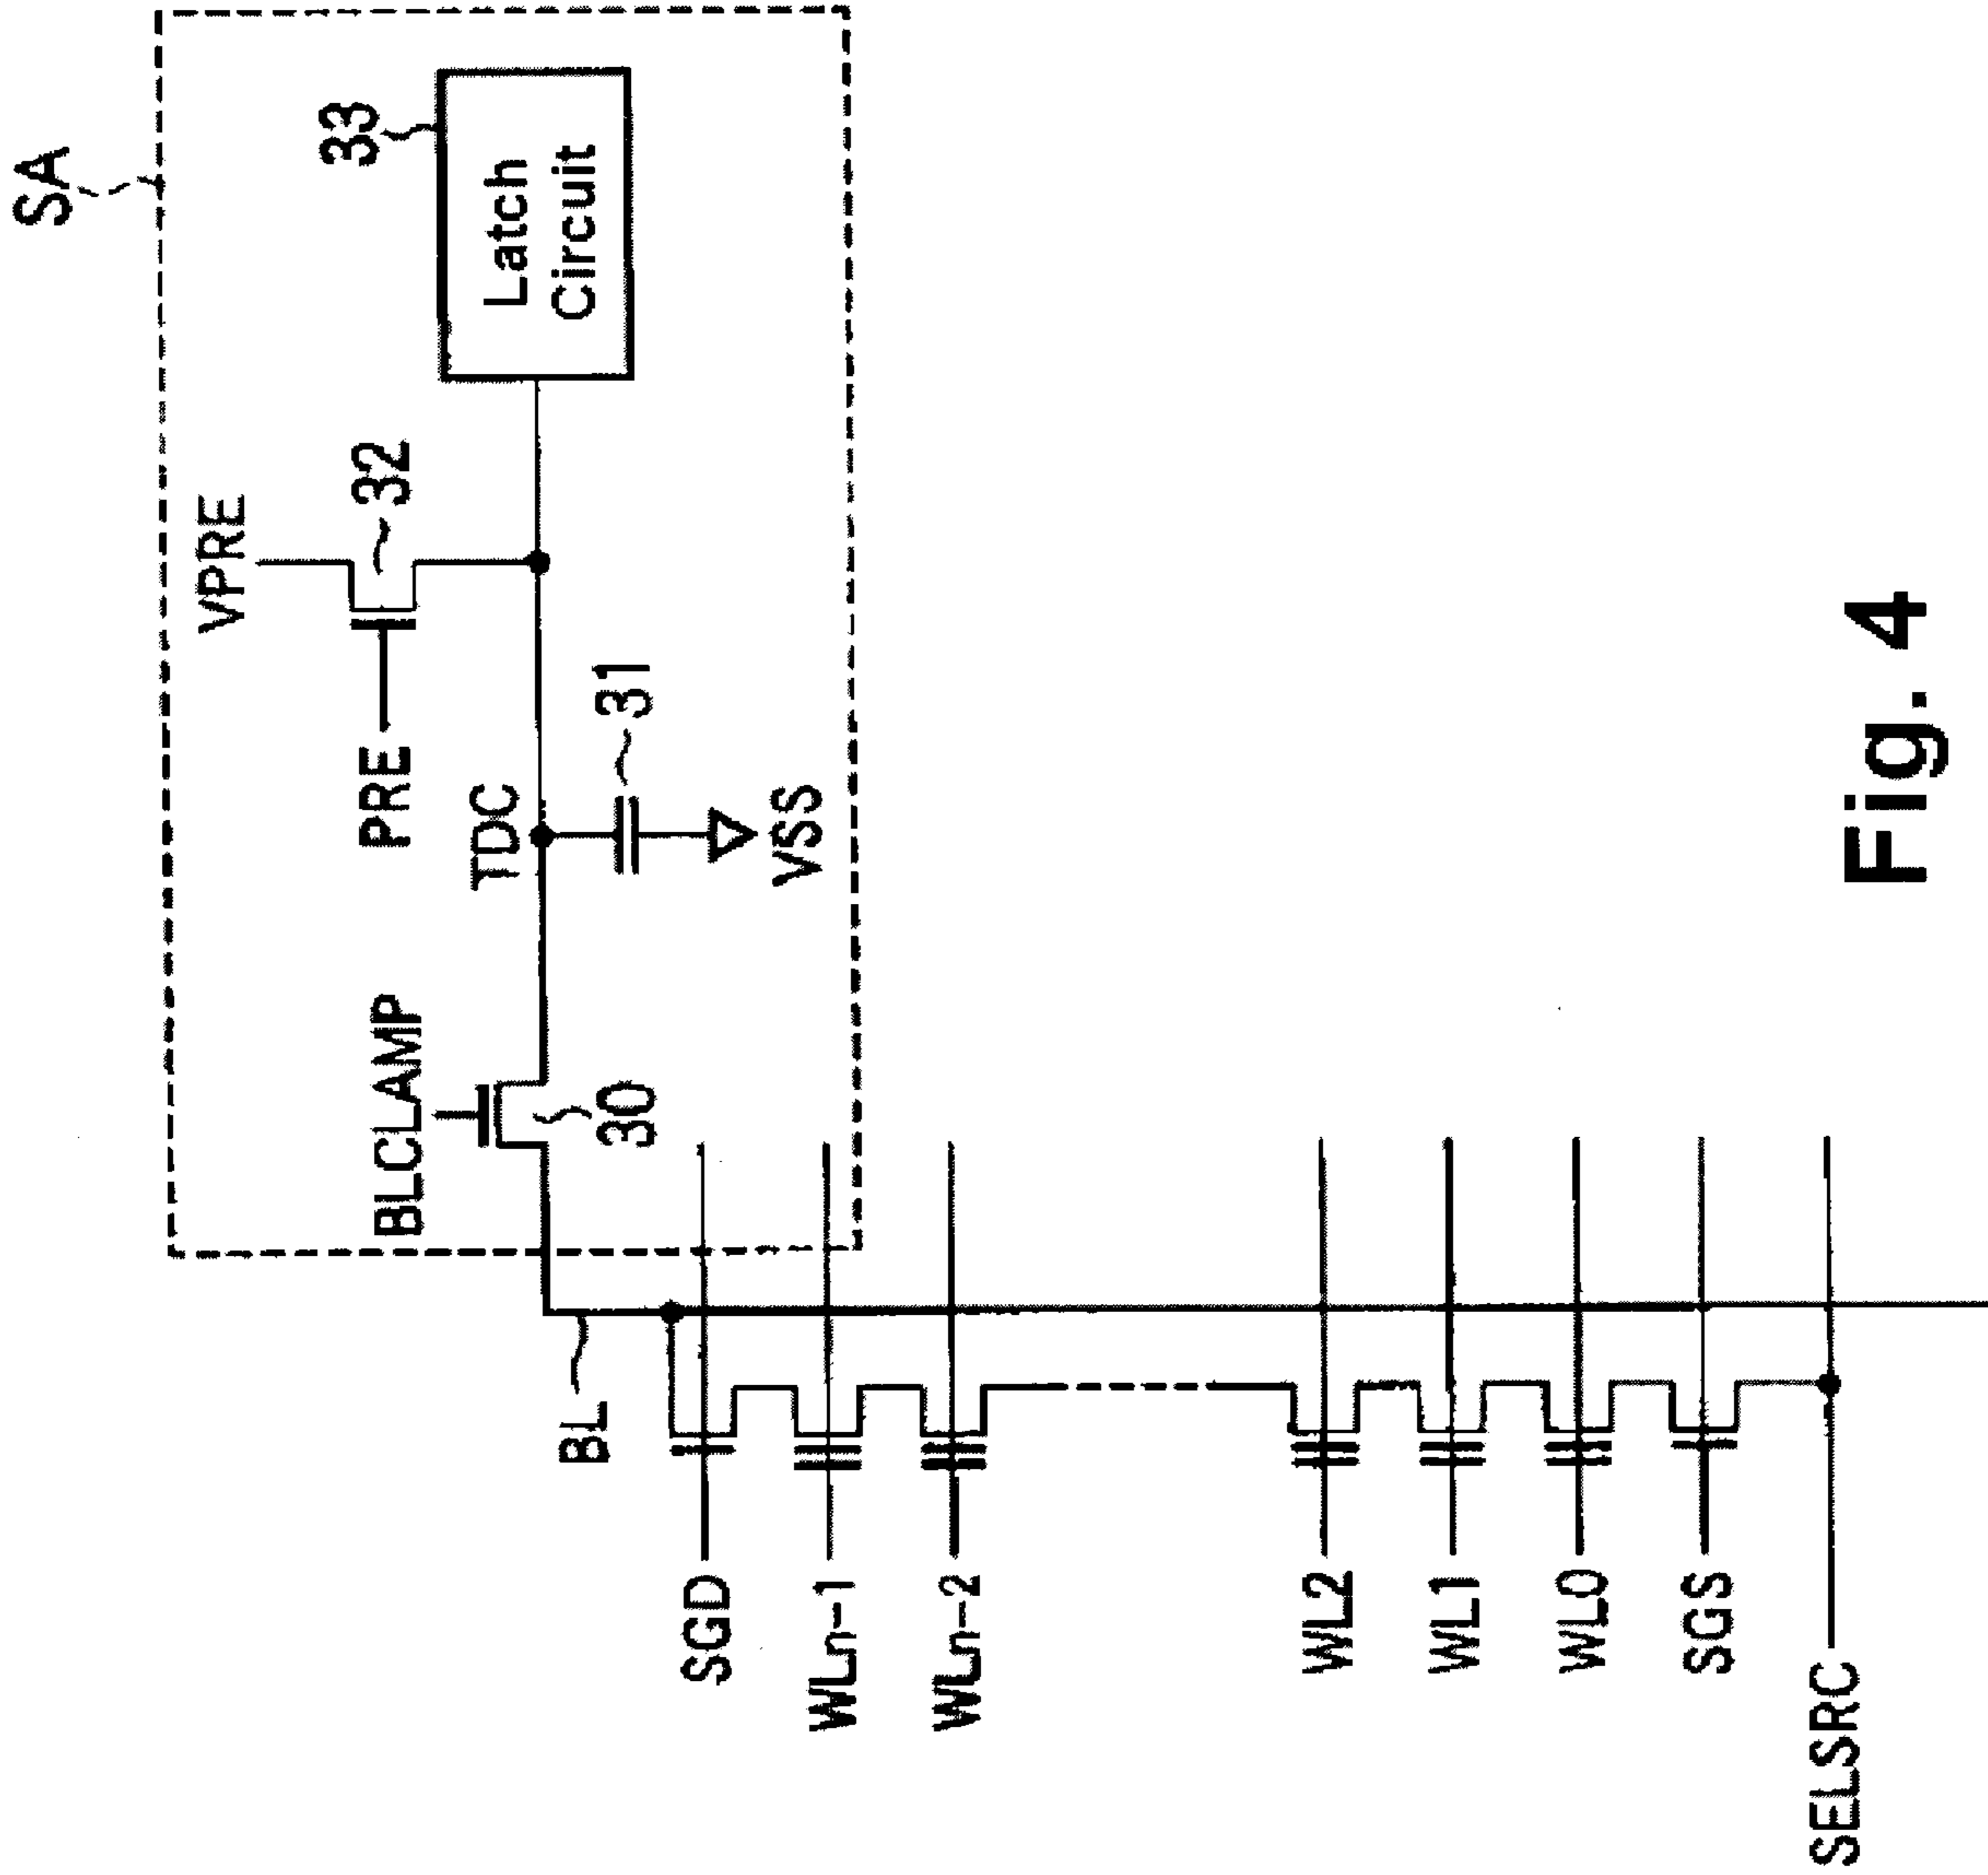 SA
VPRE
33
Latch
Circuit
32
PRE
BLCLAMP
TDC
31
30
VSS
BL
SGD
WLn-1
WLn-2
WL2
WL1
WL0
SGS
SELSRC
Fig. 4